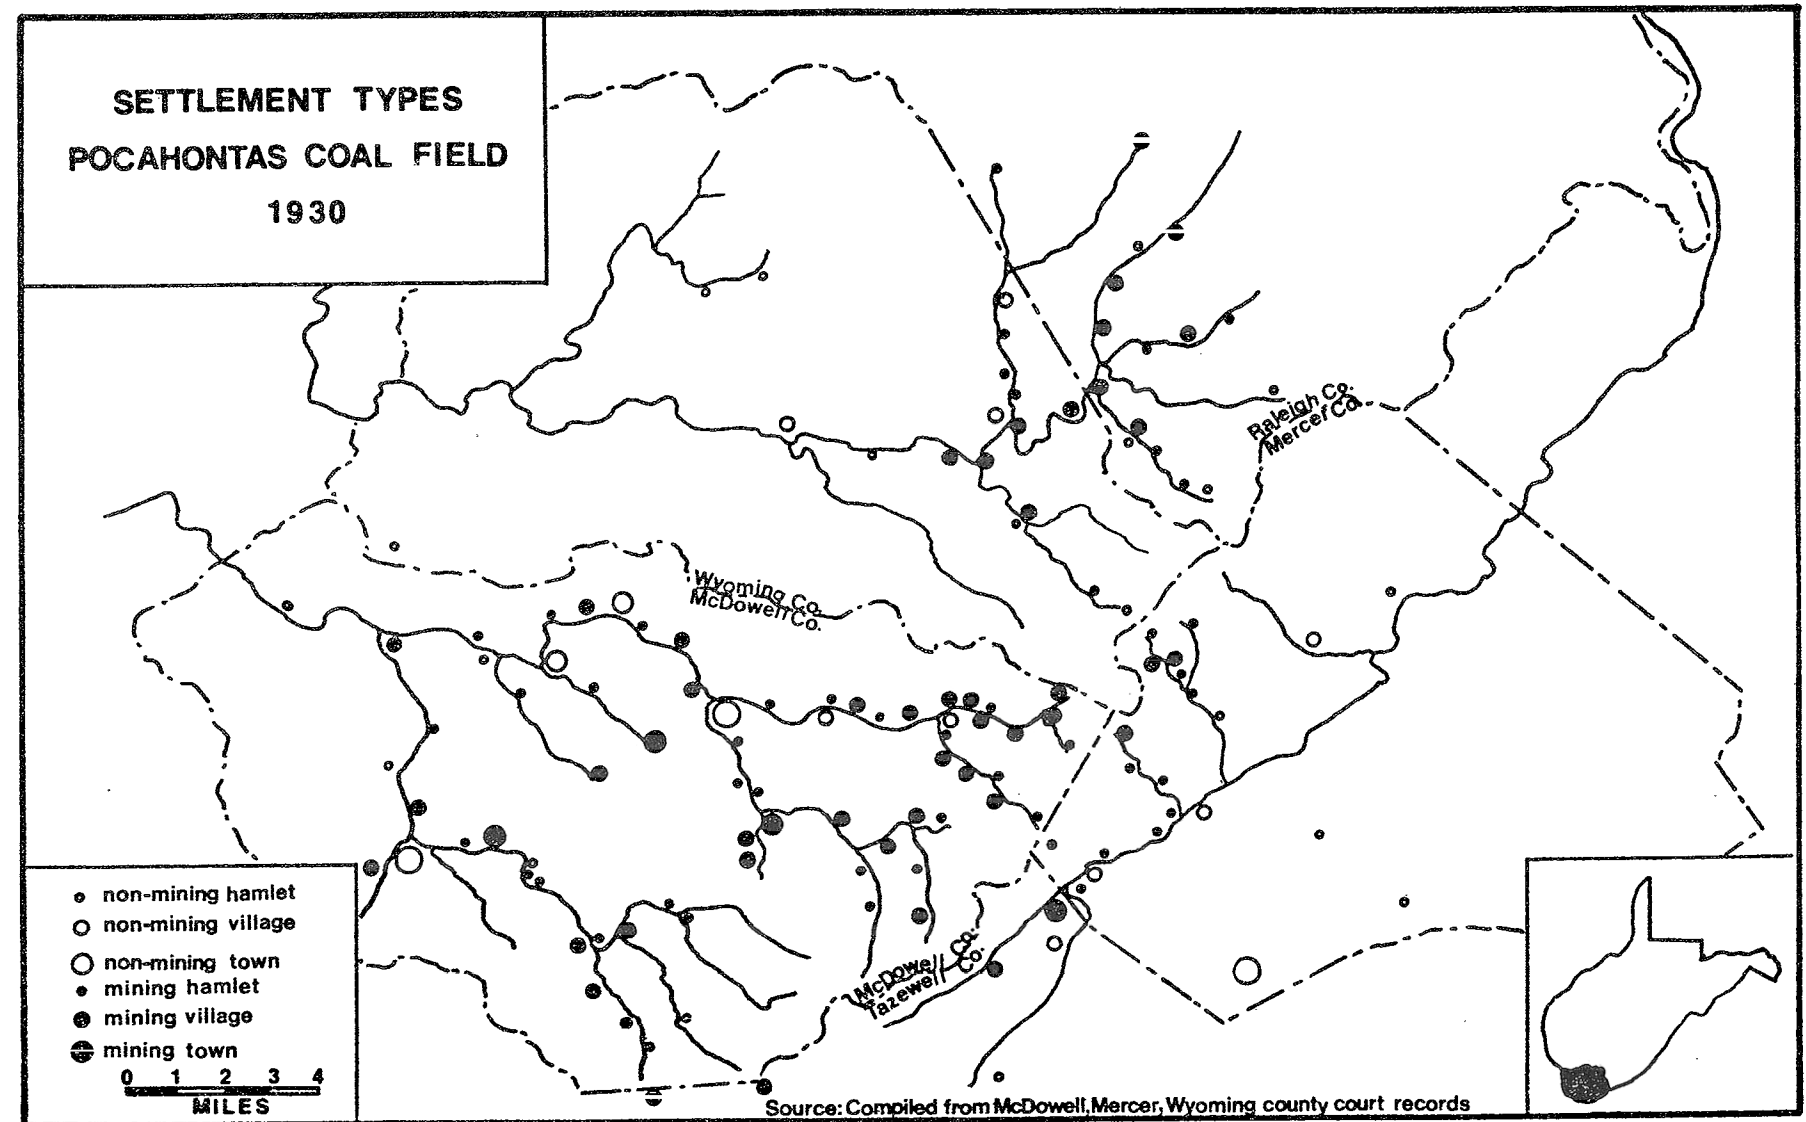 SETTLEMENT TYPES
POCAHONTAS COAL FIELD
1930
Raleigh Co.
Mercer Co.
Wyoming Co.
McDowell Co.
McDowell Co.
Tazewell Co.
non-mining hamlet
non-mining village
non-mining town
mining hamlet
mining village
mining town
0 1 2 3 4
MILES
Source: Compiled from McDowell, Mercer, Wyoming county court records